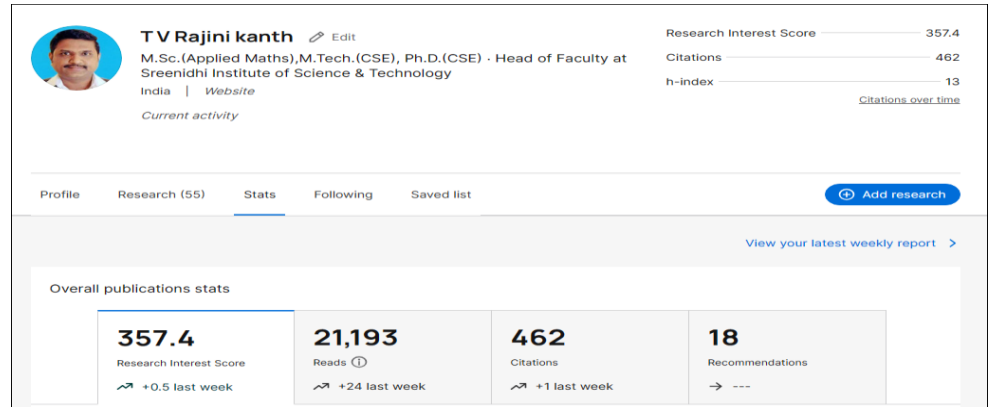 T V Rajini kanth Edit
M.Sc.(Applied Maths),M.Tech.(CSE), Ph.D.(CSE) · Head of Faculty at
Sreenidhi Institute of Science & Technology
India | Website
Current activity
Research Interest Score 357.4
Citations 462
h-index 13
Citations over time
Profile Research (55) Stats Following Saved list
Add research
View your latest weekly report >
Overall publications stats
357.4
Research Interest Score
+0.5 last week
21,193
Reads
+24 last week
462
Citations
+1 last week
18
Recommendations
---